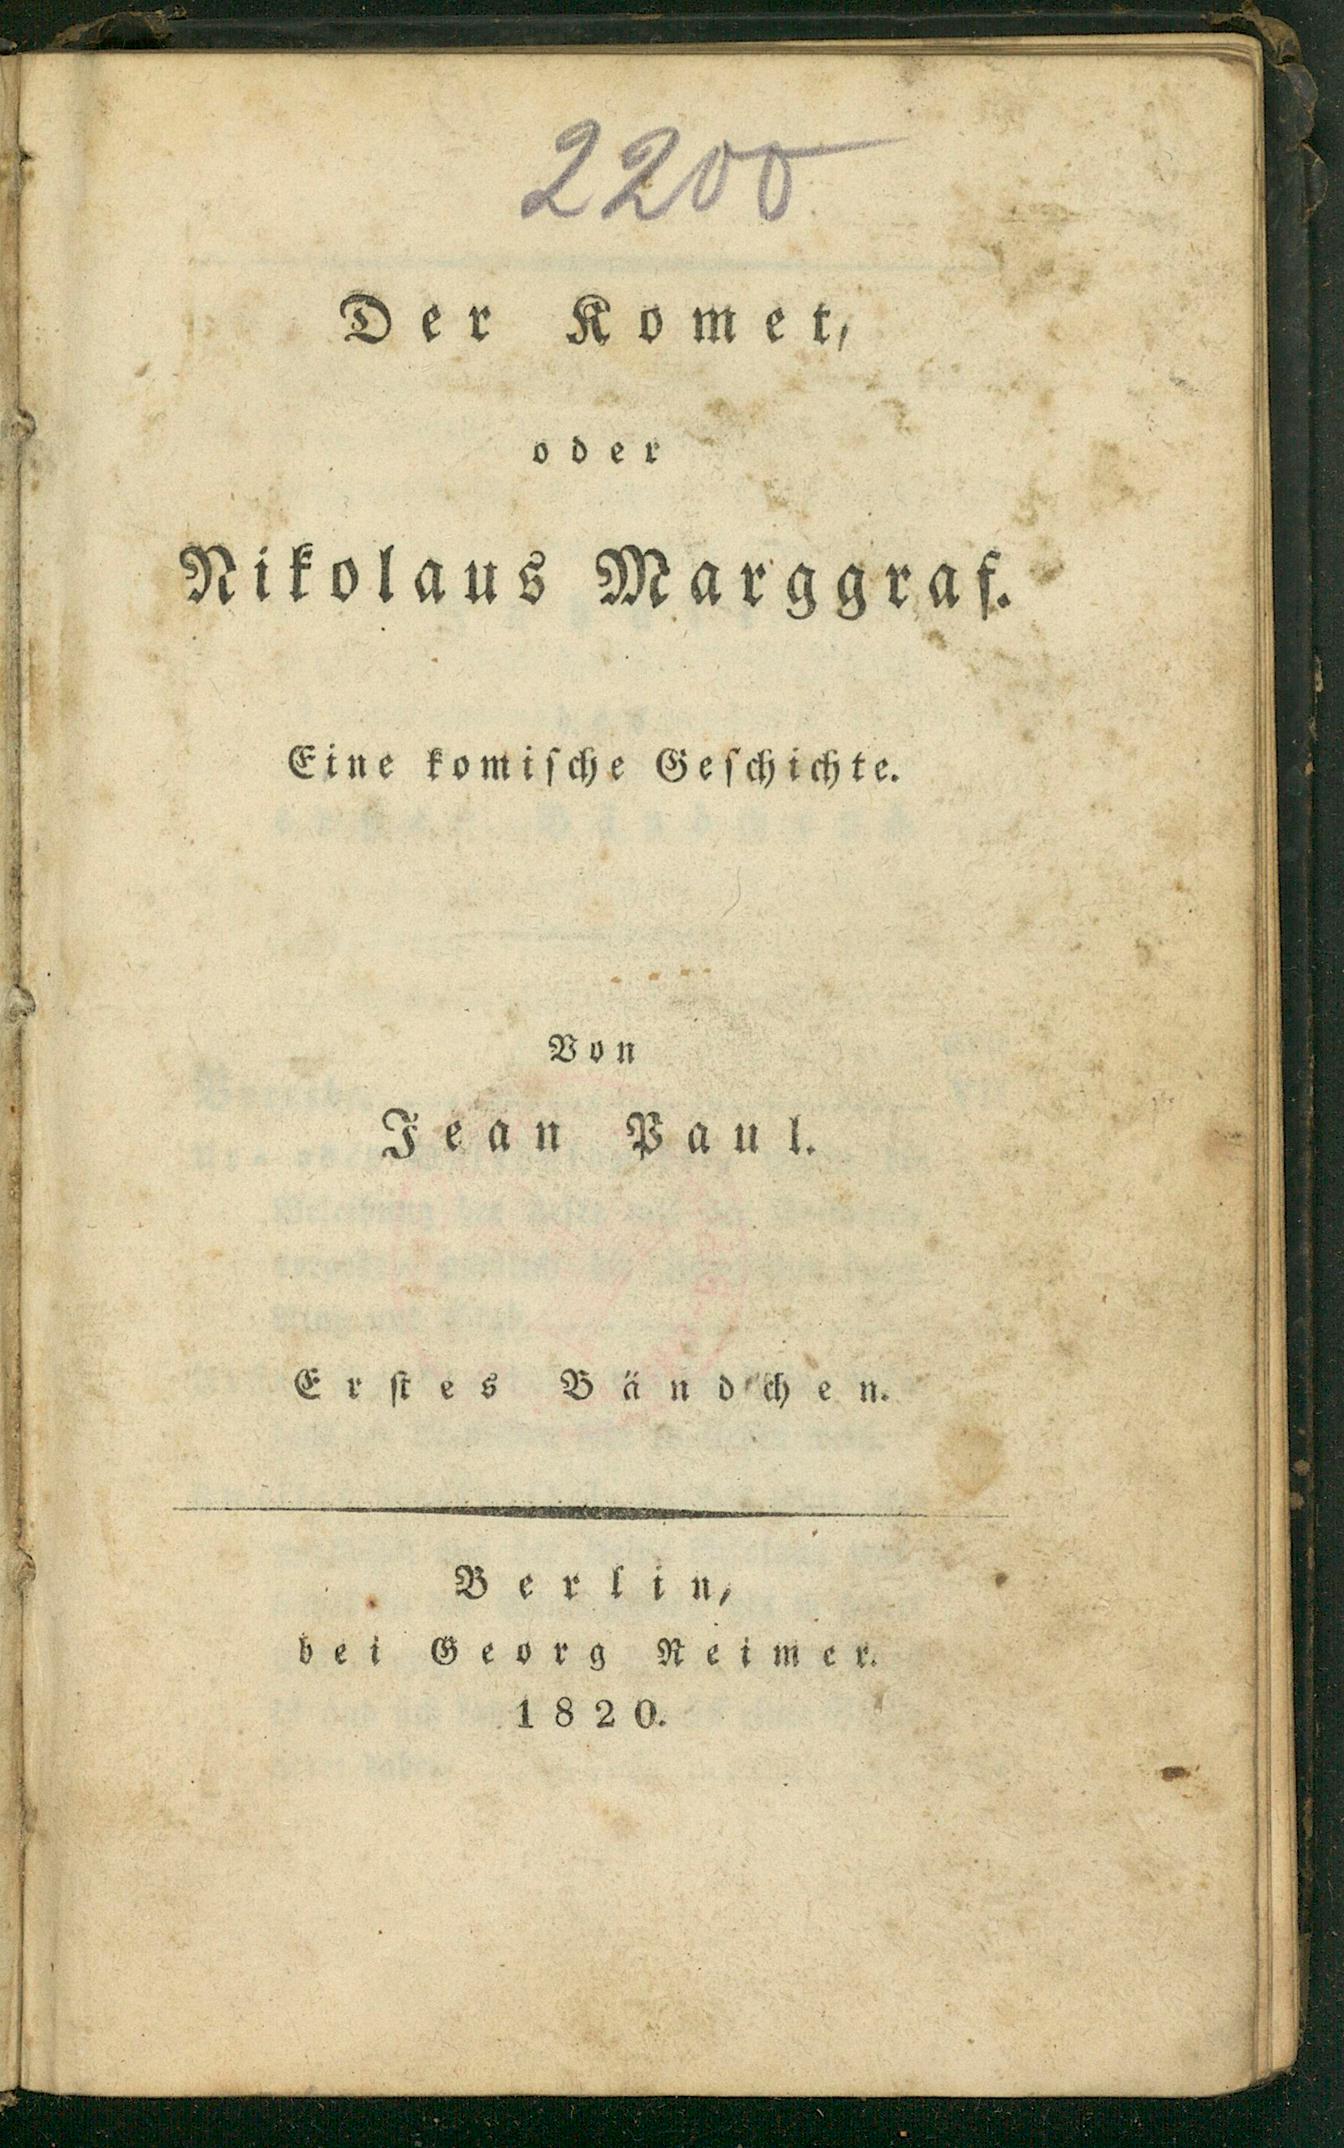 2200
Der Komet,
oder
Nikolaus Marggraf.
Eine komiſche Geſchichte.
Von
Jean Paul.
Erſtes Bändchen.
Berlin,
bei Georg Reimer.
1820.